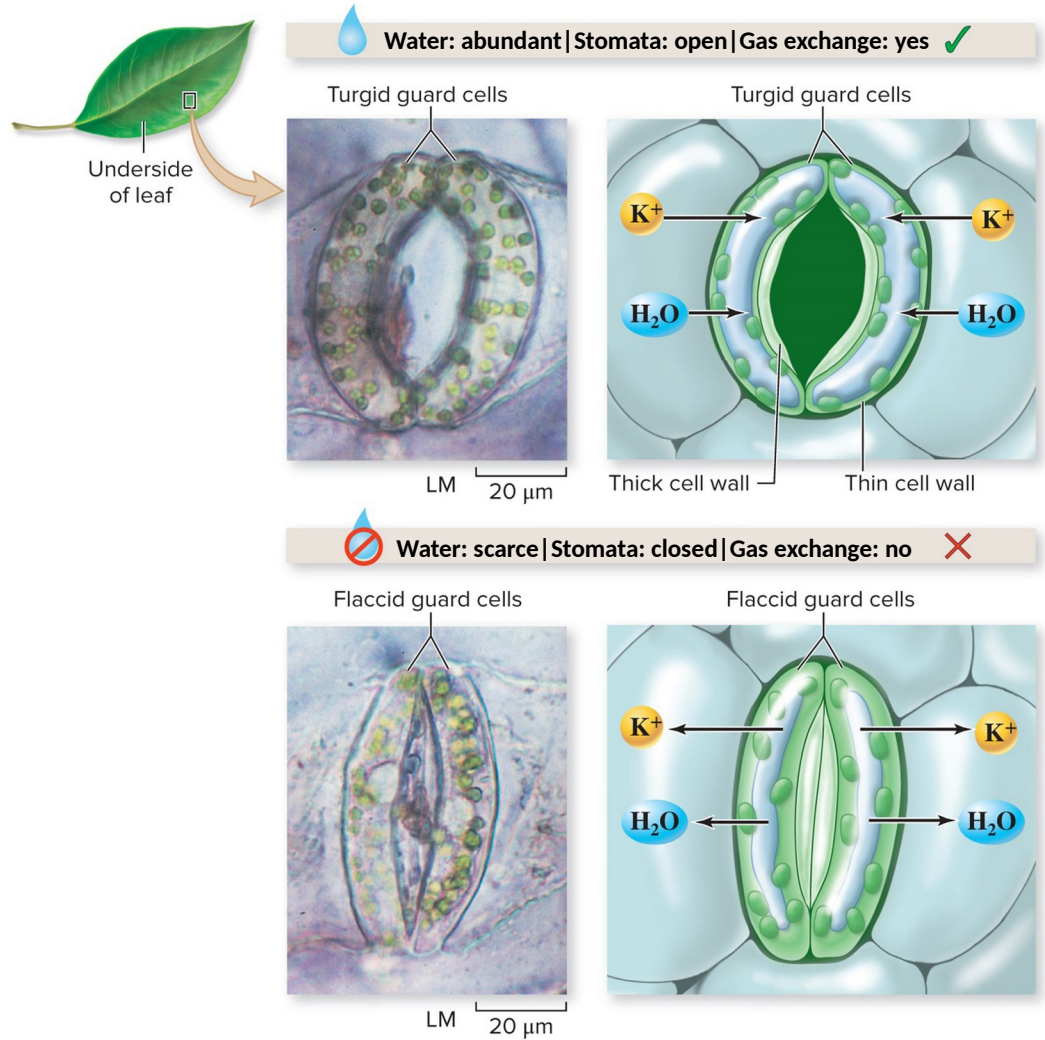 Water: abundant|Stomata: open|Gas exchange: yes
Underside
of leaf
Turgid guard cells
Turgid guard cells
K+
K+
H₂O
H₂O
LM
20 μm
Thick cell wall
Thin cell wall
Water: scarce|Stomata: closed|Gas exchange: no
Flaccid guard cells
Flaccid guard cells
K+
K+
H₂O
H₂O
LM
20 μm